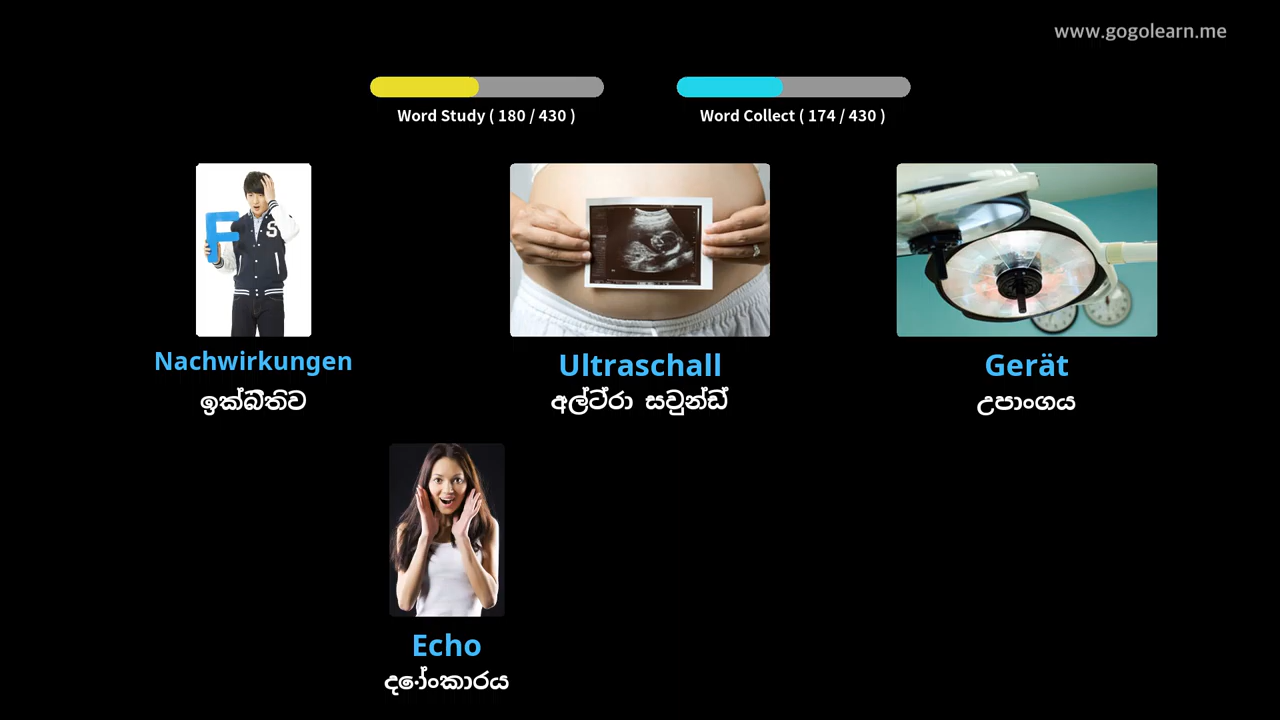 www.gogolearn.me
Word Study ( 180 / 430 )
Word Collect ( 174 / 430 )
F
S
Nachwirkungen
ඉක්බිතිව
Ultraschall
අල්ට්රා සවුන්ඩ්
Gerät
උපාංගය
Echo
දෝංකාරය